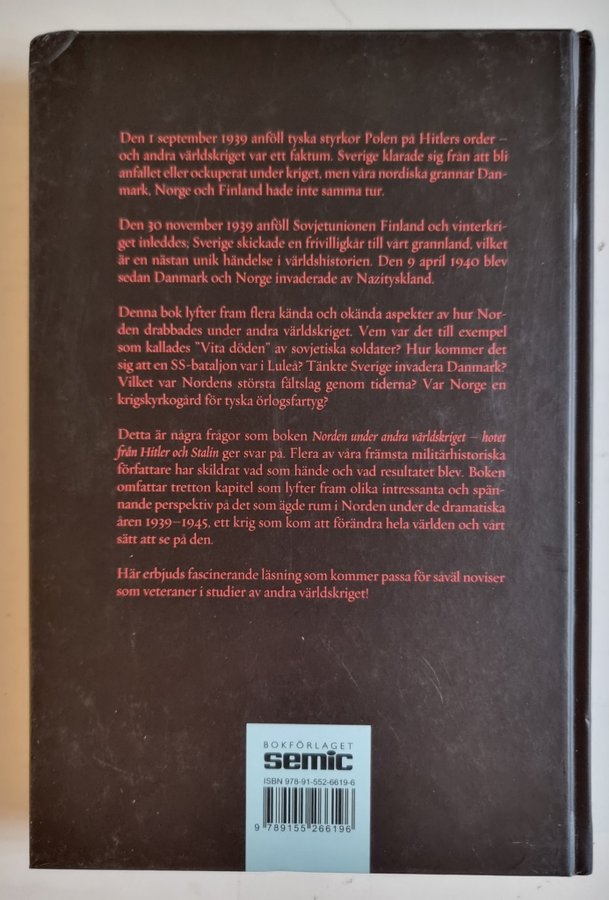 Den 1 september 1939 anföll tyska styrkor Polen på Hitlers order –
och andra världskriget var ett faktum. Sverige klarade sig från att bli
anfallet eller ockuperat under kriget, men våra nordiska grannar Dan-
mark, Norge och Finland hade inte samma tur.
Den 30 november 1939 anföll Sovjetunionen Finland och vinterkri-
get inleddes; Sverige skickade en frivilligkår till vårt grannland, vilket
är en nästan unik händelse i världshistorien. Den 9 april 1940 blev
sedan Danmark och Norge invaderade av Nazityskland.
Denna bok lyfter fram flera kända och okända aspekter av hur Nor-
den drabbades under andra världskriget. Vem var det till exempel
som kallades ”Vita döden” av sovjetiska soldater? Hur kommer det
sig att en SS-bataljon var i Luleå? Tänkte Sverige invadera Danmark?
Vilket var Nordens största fältslag genom tiderna? Var Norge en
krigskyrkogård för tyska örlogsfartyg?
Detta är några frågor som boken Norden under andra världskriget – hotet
från Hitler och Stalin ger svar på. Flera av våra främsta militärhistoriska
författare har skildrat vad som hände och vad resultatet blev. Boken
omfattar tretton kapitel som lyfter fram olika intressanta och spän-
nande perspektiv på det som ägde rum i Norden under de dramatiska
åren 1939–1945, ett krig som kom att förändra hela världen och vårt
sätt att se på den.
Här erbjuds fascinerande läsning som kommer passa för såväl noviser
som veteraner i studier av andra världskriget!
BOKFÖRLAGET
semic
ISBN 978-91-552-6619-6
9 789155 266196